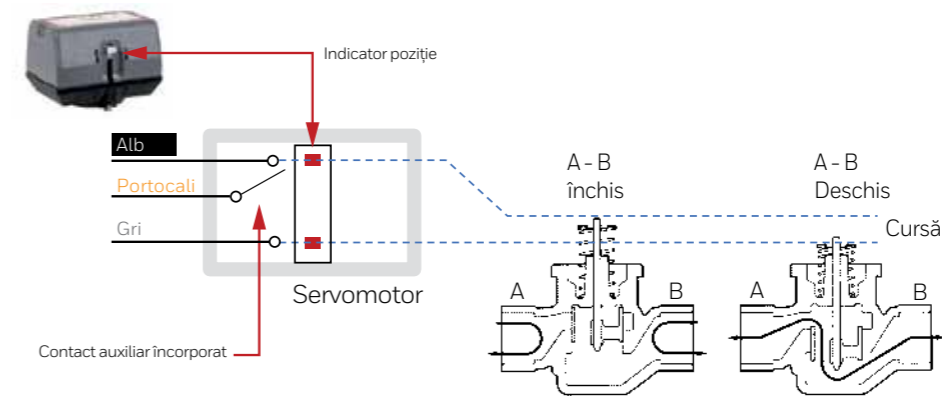 Indicator poziție
Alb
Portocali
Gri
Servomotor
Contact auxiliar încorporat
A - B
închis
A - B
Deschis
Cursă
A
B
A
B